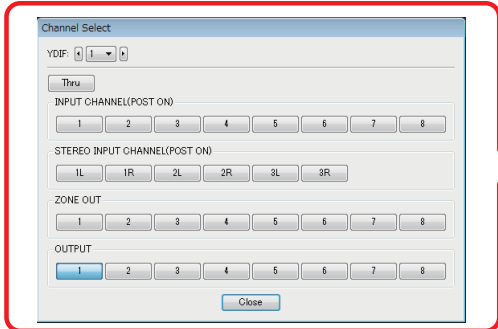 Channel Select
YDIF: 1
Thru
INPUT CHANNEL(POST ON)
1 2 3 4 5 6 7 8
STEREO INPUT CHANNEL(POST ON)
1L 1R 2L 2R 3L 3R
ZONE OUT
1 2 3 4 5 6 7 8
OUTPUT
1 2 3 4 5 6 7 8
Close